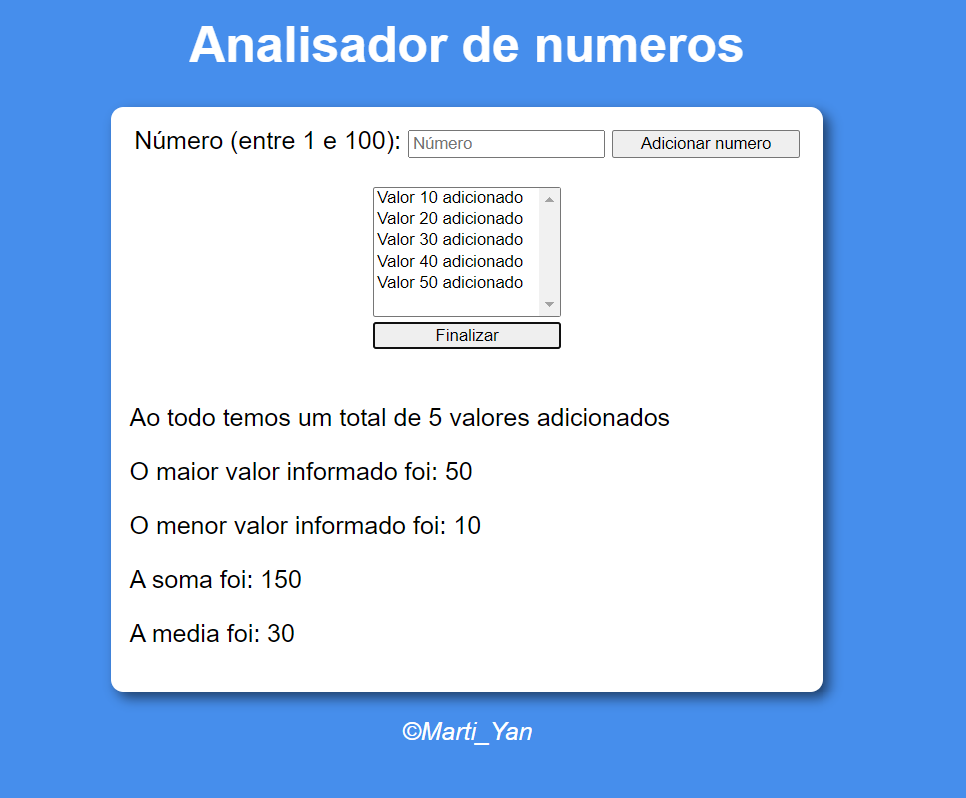 Analisador de numeros
Número (entre 1 e 100): Número Adicionar numero
Valor 10 adicionado
Valor 20 adicionado
Valor 30 adicionado
Valor 40 adicionado
Valor 50 adicionado
Finalizar
Ao todo temos um total de 5 valores adicionados
O maior valor informado foi: 50
O menor valor informado foi: 10
A soma foi: 150
A media foi: 30
©Marti_Yan